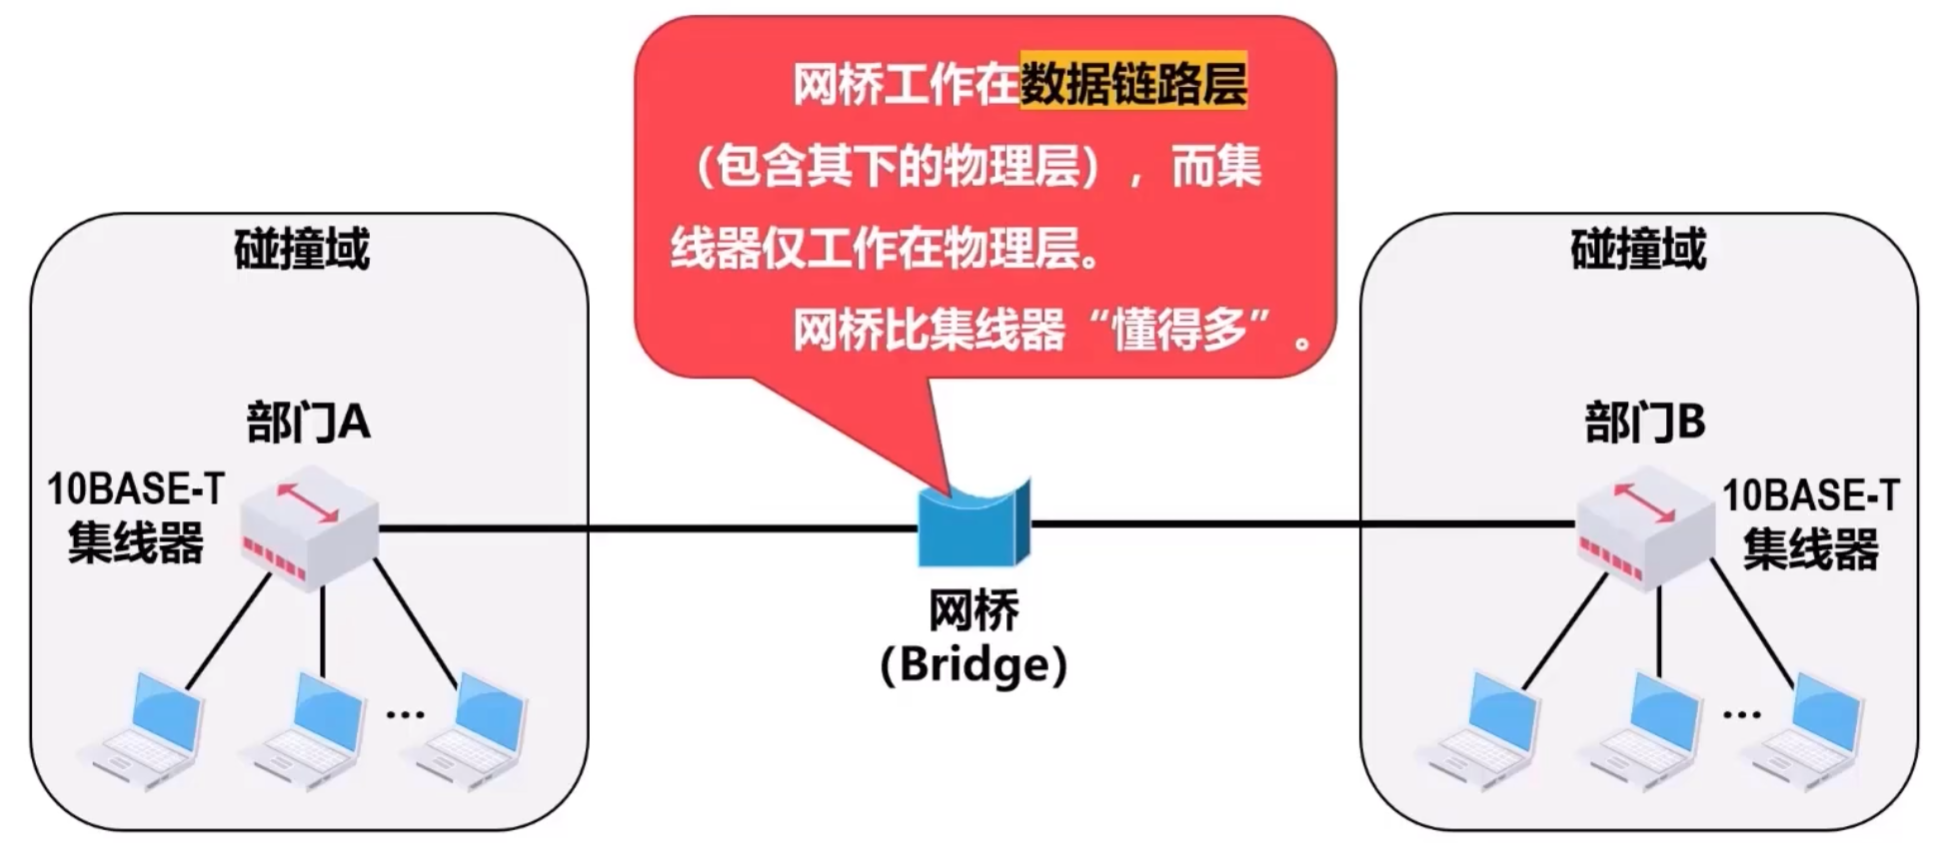 网桥工作在数据链路层
（包含其下的物理层），而集
线器仅工作在物理层。
网桥比集线器“懂得多”。
碰撞域
部门A
10BASE-T
集线器
...
网桥
（Bridge）
碰撞域
部门B
10BASE-T
集线器
...